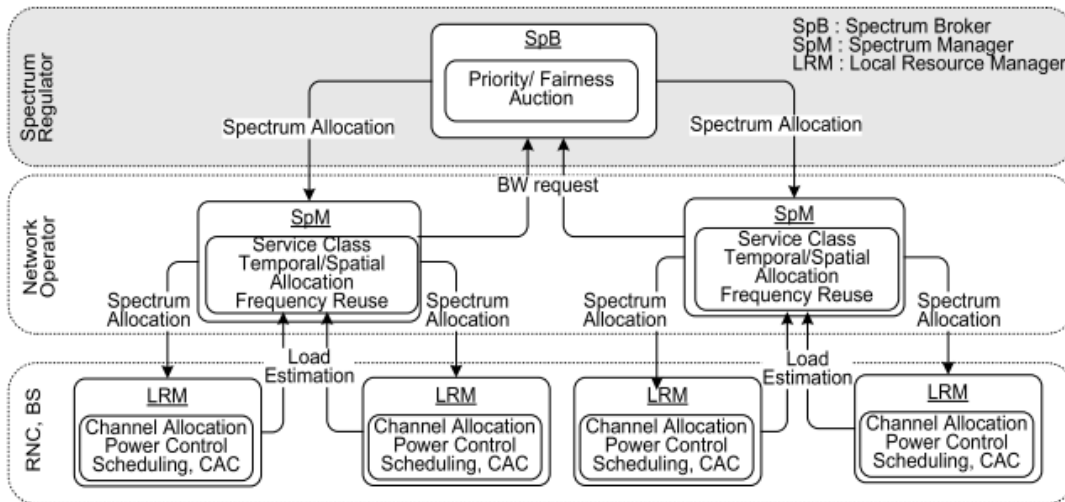 Spectrum
Regulator
SpB
Priority/ Fairness
Auction
SpB : Spectrum Broker
SpM : Spectrum Manager
LRM : Local Resource Manager
Spectrum Allocation
Spectrum Allocation
BW request
Network
Operator
SpM
Service Class
Temporal/Spatial
Allocation
Frequency Reuse
SpM
Service Class
Temporal/Spatial
Allocation
Frequency Reuse
Spectrum
Allocation
Spectrum
Allocation
Spectrum
Allocation
Spectrum
Allocation
Load
Estimation
Load
Estimation
RNC, BS
LRM
Channel Allocation
Power Control
Scheduling, CAC
LRM
Channel Allocation
Power Control
Scheduling, CAC
LRM
Channel Allocation
Power Control
Scheduling, CAC
LRM
Channel Allocation
Power Control
Scheduling, CAC